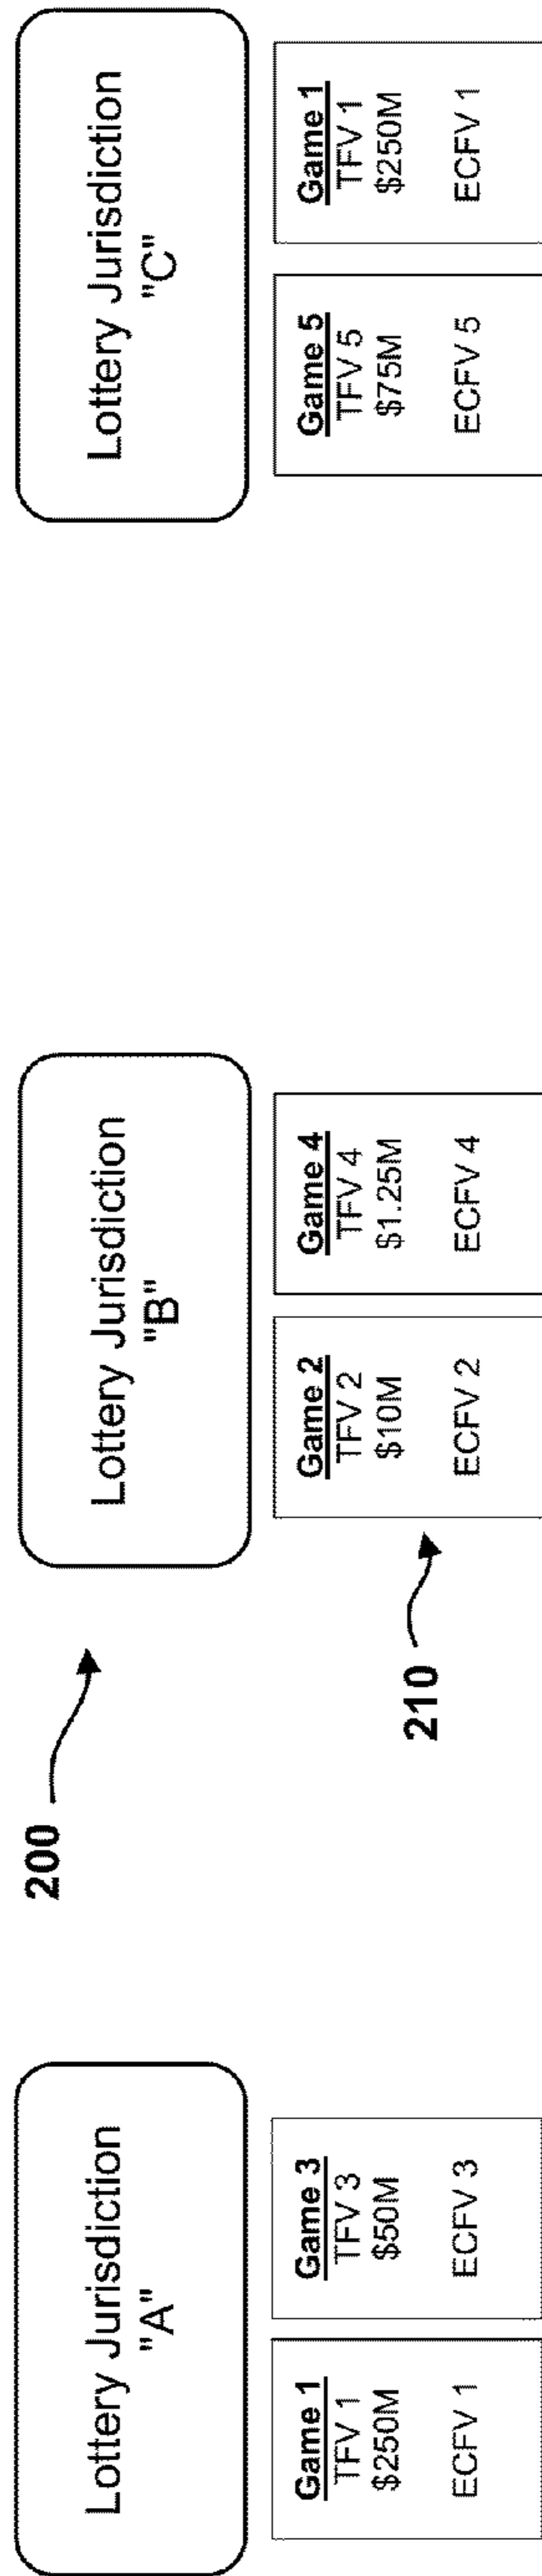 Lottery Jurisdiction
"A"
Game 1
TFV 1
$250M
ECFV 1
Game 3
TFV 3
$50M
ECFV 3
200
Lottery Jurisdiction
"B"
210
Game 2
TFV 2
$10M
ECFV 2
Game 4
TFV 4
$1.25M
ECFV 4
Lottery Jurisdiction
"C"
Game 5
TFV 5
$75M
ECFV 5
Game 1
TFV 1
$250M
ECFV 1